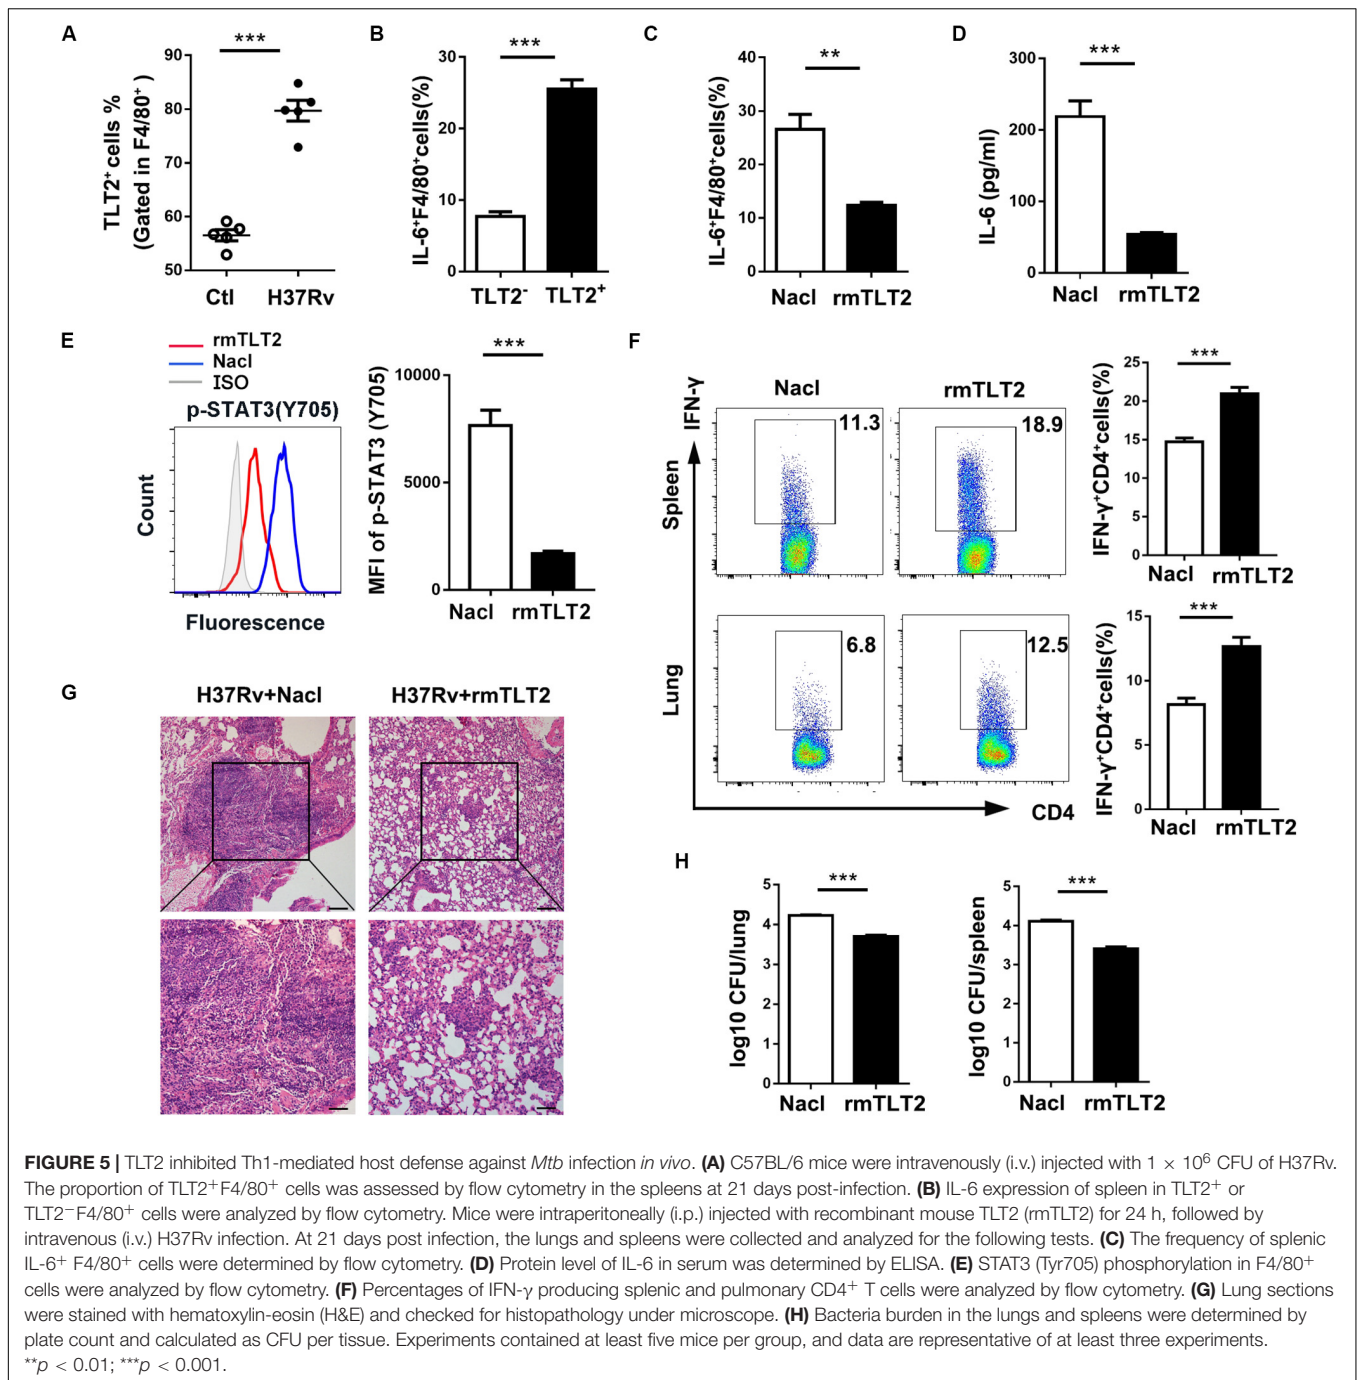 A
***
TLT2+ cells %
(Gated in F4/80+ )
90
80
70
60
50
Ctl
H37Rv
B
***
IL-6+F4/80+cells(%)
30
20
10
0
TLT2-
TLT2+
C
**
IL-6+F4/80+cells(%)
40
30
20
10
0
Nacl
rmTLT2
D
***
IL-6 (pg/ml)
300
200
100
0
Nacl
rmTLT2
E
rmTLT2
Nacl
ISO
p-STAT3(Y705)
Count
Fluorescence
***
MFI of p-STAT3 (Y705)
10000
5000
0
Nacl
rmTLT2
F
IFN-γ
Nacl
rmTLT2
Spleen
11.3
18.9
Lung
6.8
12.5
CD4
***
IFN-γ+CD4+cells(%)
25
20
15
10
5
0
Nacl
rmTLT2
***
IFN-γ+CD4+cells(%)
15
10
5
0
Nacl
rmTLT2
G
H37Rv+Nacl
H37Rv+rmTLT2
H
***
log10 CFU/lung
5
4
3
2
1
0
Nacl
rmTLT2
***
log10 CFU/spleen
5
4
3
2
1
0
Nacl
rmTLT2
FIGURE 5 | TLT2 inhibited Th1-mediated host defense against Mtb infection in vivo. (A) C57BL/6 mice were intravenously (i.v.) injected with 1 × 10⁶ CFU of H37Rv.
The proportion of TLT2+F4/80+ cells was assessed by flow cytometry in the spleens at 21 days post-infection. (B) IL-6 expression of spleen in TLT2+ or
TLT2−F4/80+ cells were analyzed by flow cytometry. Mice were intraperitoneally (i.p.) injected with recombinant mouse TLT2 (rmTLT2) for 24 h, followed by
intravenous (i.v.) H37Rv infection. At 21 days post infection, the lungs and spleens were collected and analyzed for the following tests. (C) The frequency of splenic
IL-6+ F4/80+ cells were determined by flow cytometry. (D) Protein level of IL-6 in serum was determined by ELISA. (E) STAT3 (Tyr705) phosphorylation in F4/80+
cells were analyzed by flow cytometry. (F) Percentages of IFN-γ producing splenic and pulmonary CD4+ T cells were analyzed by flow cytometry. (G) Lung sections
were stained with hematoxylin-eosin (H&E) and checked for histopathology under microscope. (H) Bacteria burden in the lungs and spleens were determined by
plate count and calculated as CFU per tissue. Experiments contained at least five mice per group, and data are representative of at least three experiments.
**p < 0.01; ***p < 0.001.